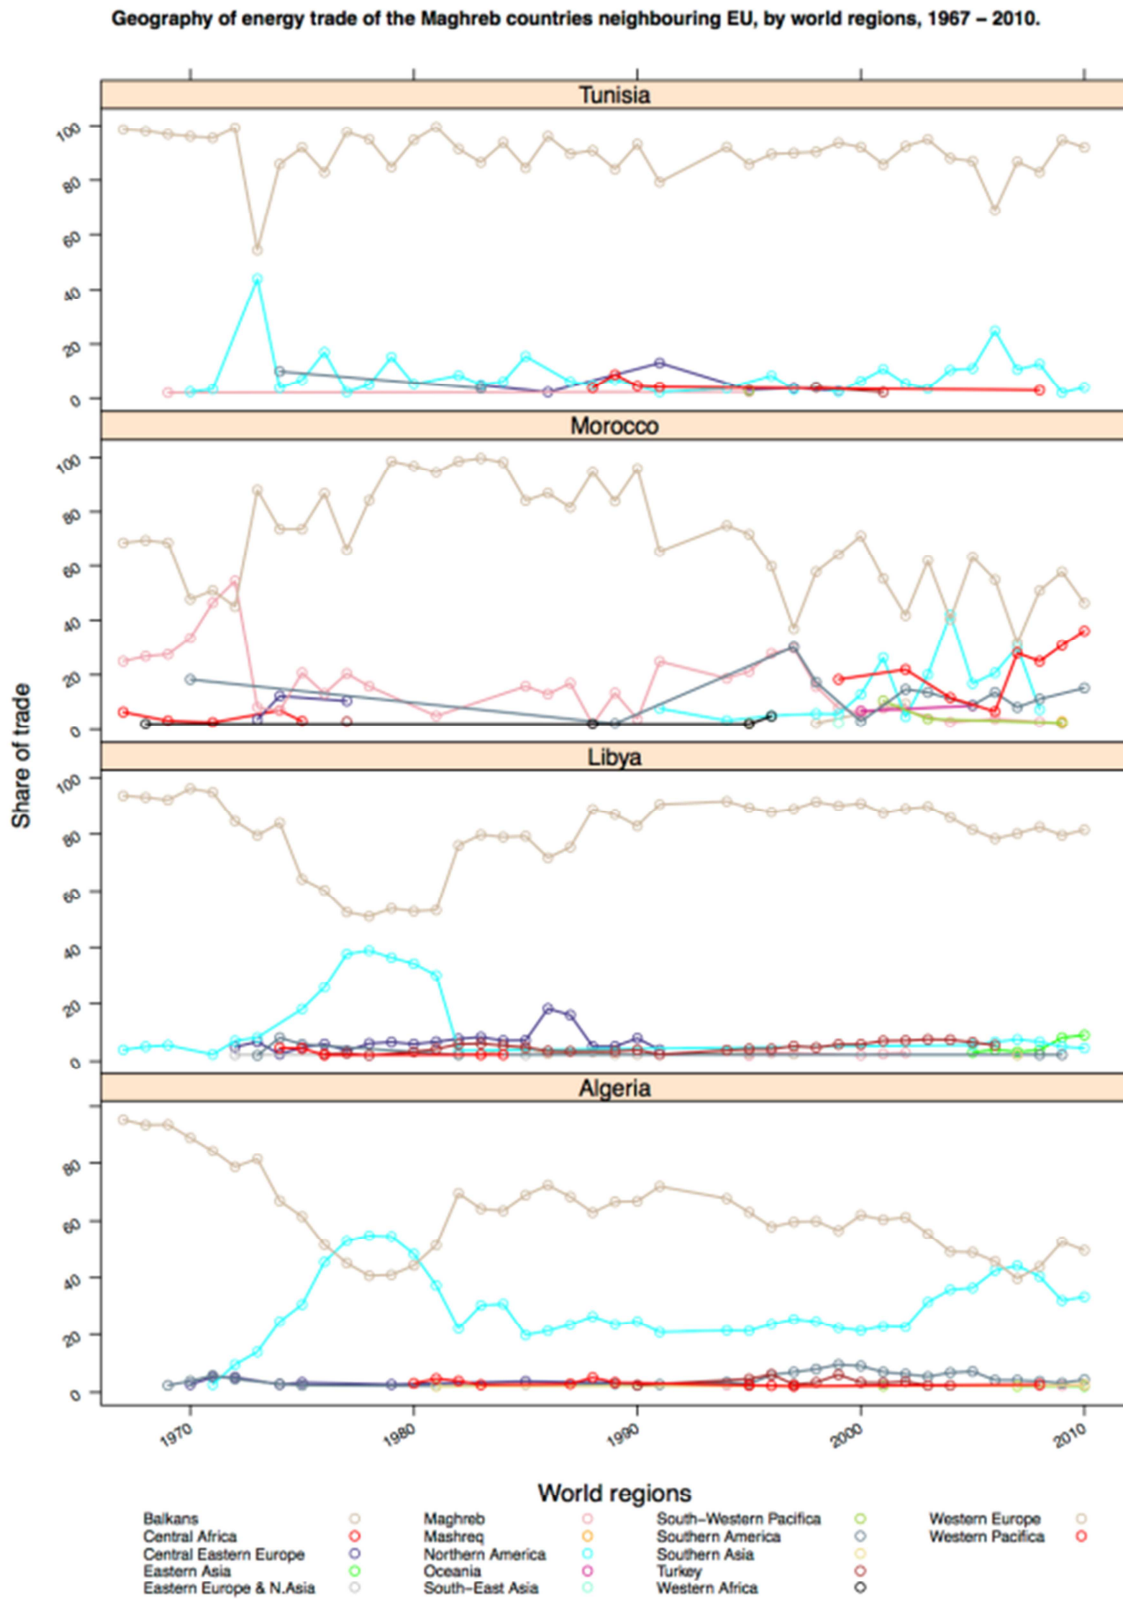 Geography of energy trade of the Maghreb countries neighbouring EU, by world regions, 1967 – 2010.
Tunisia
100
80
60
40
20
0
Morocco
100
80
60
40
20
0
Share of trade
Libya
100
80
60
40
20
0
Algeria
80
60
40
20
0
1970 1980 1990 2000 2010
World regions
Balkans Maghreb South-Western Pacifica Western Europe
Central Africa Mashreq Southern America Western Pacifica
Central Eastern Europe Northern America Southern Asia
Eastern Asia Oceania Turkey
Eastern Europe & N.Asia South-East Asia Western Africa